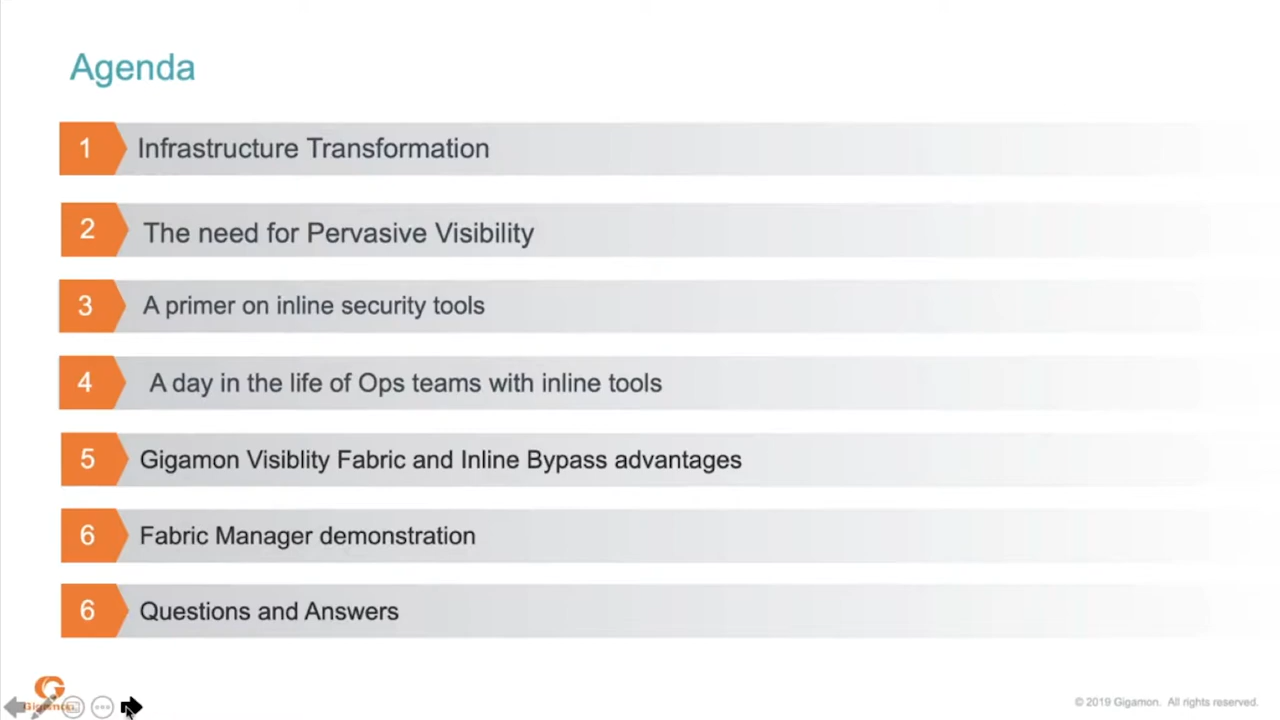 Agenda
1 Infrastructure Transformation
2 The need for Pervasive Visibility
3 A primer on inline security tools
4 A day in the life of Ops teams with inline tools
5 Gigamon Visiblity Fabric and Inline Bypass advantages
6 Fabric Manager demonstration
6 Questions and Answers
© 2019 Gigamon. All rights reserved.